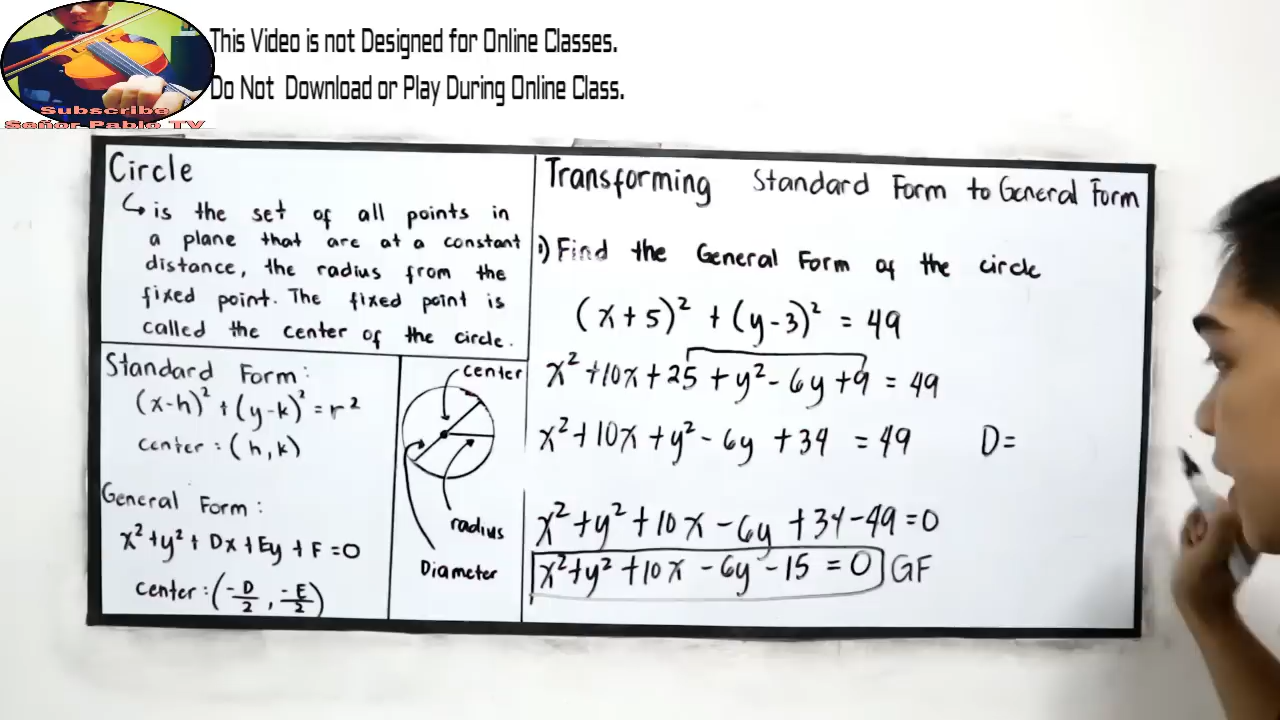 This Video is not Designed for Online Classes.
Do Not Download or Play During Online Class.
Subscribe
Señor Pablo TV
Circle
↳ is the set of all points in
a plane that are at a constant
distance, the radius from the
fixed point. The fixed point is
called the center of the circle.
Standard Form:
(x-h)² + (y-k)² = r²
center: (h, k)
General Form:
x² + y² + Dx + Ey + F = 0
center: (-D/2, -E/2)
center
radius
Diameter
Transforming Standard Form to General Form
1) Find the General Form of the circle
(x+5)² + (y-3)² = 49
x² + 10x + 25 + y² - 6y + 9 = 49
x² + 10x + y² - 6y + 34 = 49
D=
x² + y² + 10x - 6y + 34 - 49 = 0
x² + y² + 10x - 6y - 15 = 0 GF